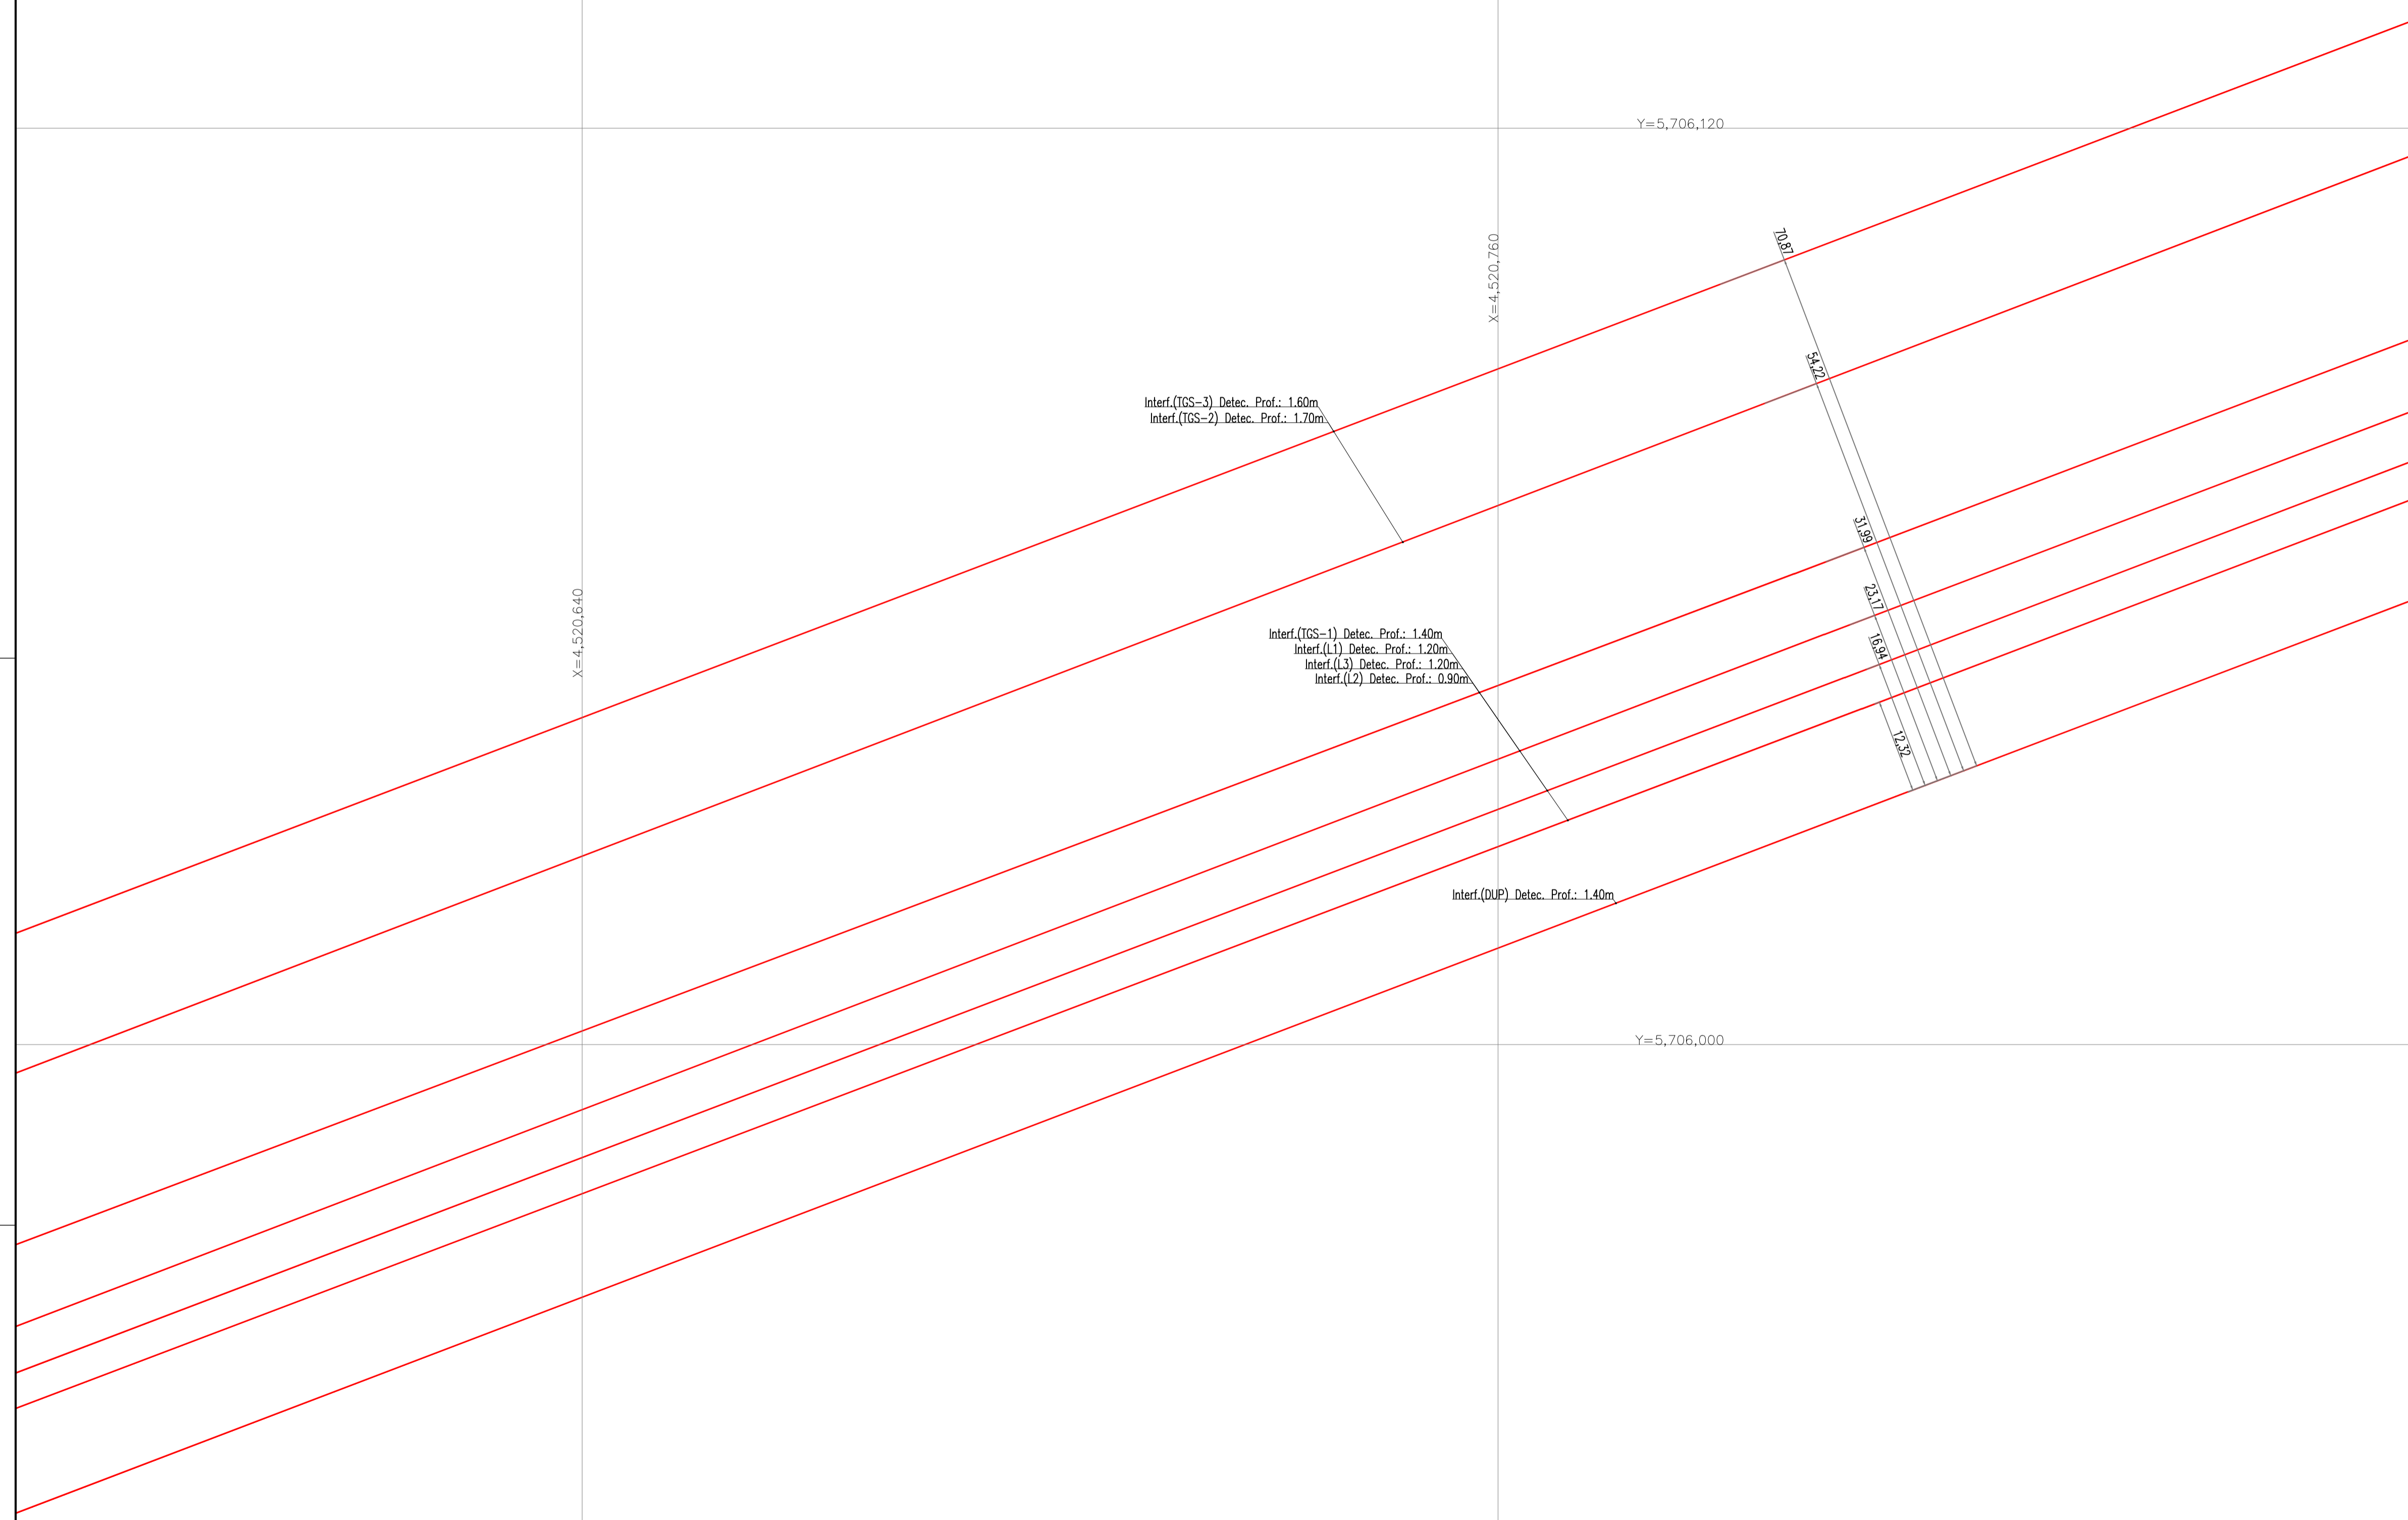 Y=5,706,120
70,87
X=4,520,760
54,22
Interf.(TGS-3) Detec. Prof.: 1.60m
Interf.(TGS-2) Detec. Prof.: 1.70m
31,99
X=4,520,640
23,17
Interf.(TGS-1) Detec. Prof.: 1.40m
Interf.(L1) Detec. Prof.: 1.20m
Interf.(L3) Detec. Prof.: 1.20m
Interf.(L2) Detec. Prof.: 0.90m
16,94
12,32
Interf.(DUP) Detec. Prof.: 1.40m
Y=5,706,000